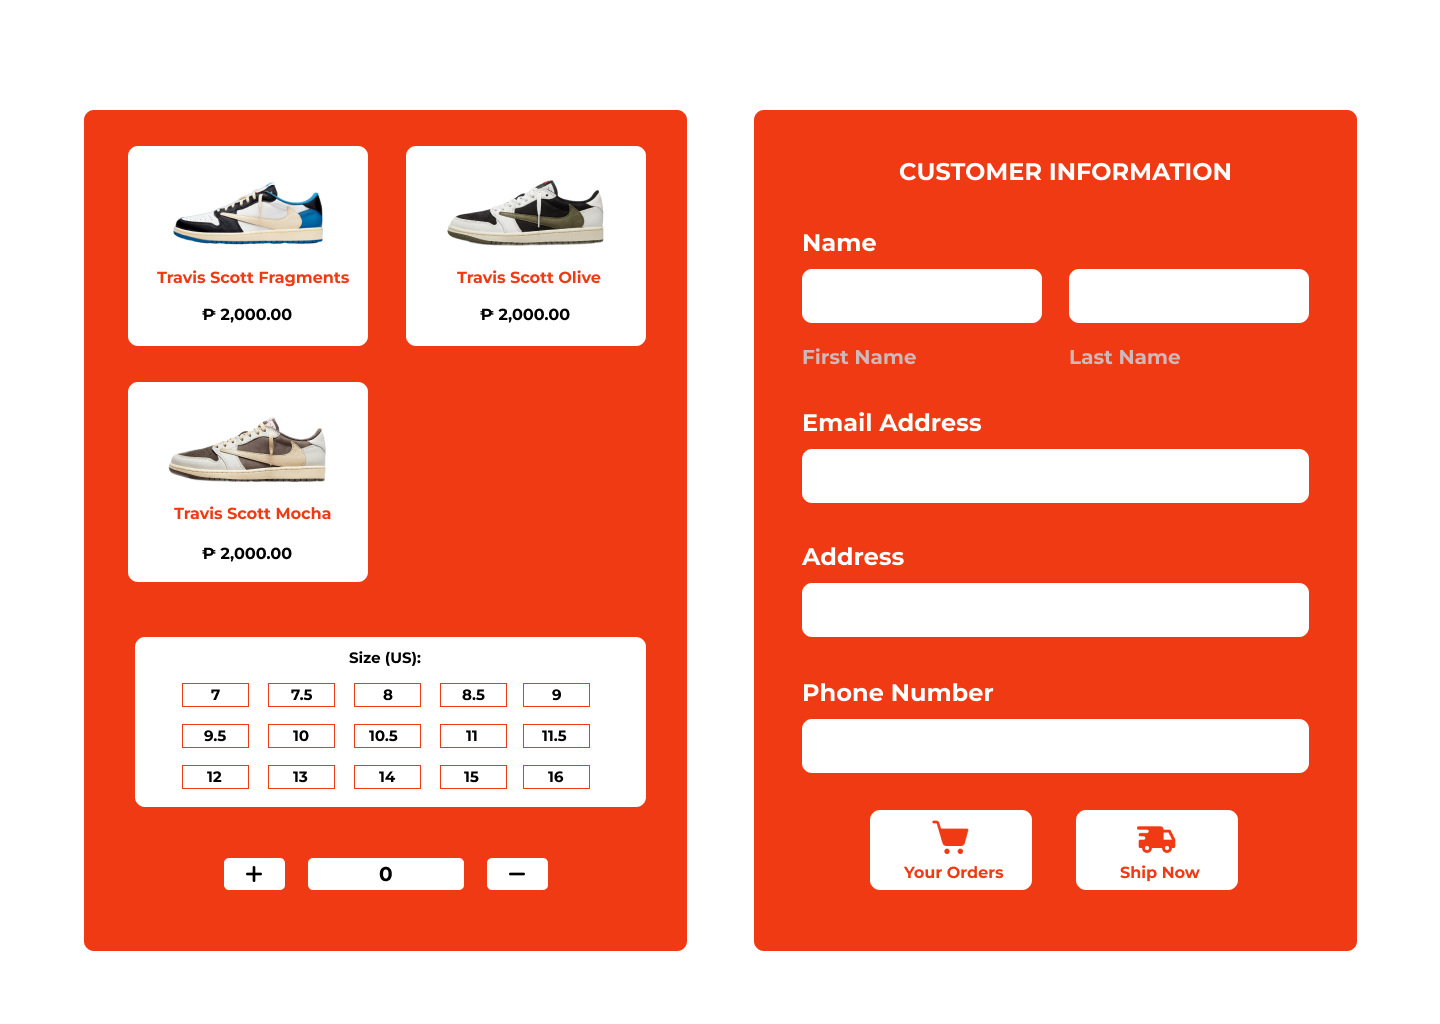 Travis Scott Fragments
₱ 2,000.00
Travis Scott Olive
₱ 2,000.00
Travis Scott Mocha
₱ 2,000.00
Size (US):
7 7.5 8 8.5 9
9.5 10 10.5 11 11.5
12 13 14 15 16
+ 0 −
CUSTOMER INFORMATION
Name
First Name Last Name
Email Address
Address
Phone Number
Your Orders Ship Now